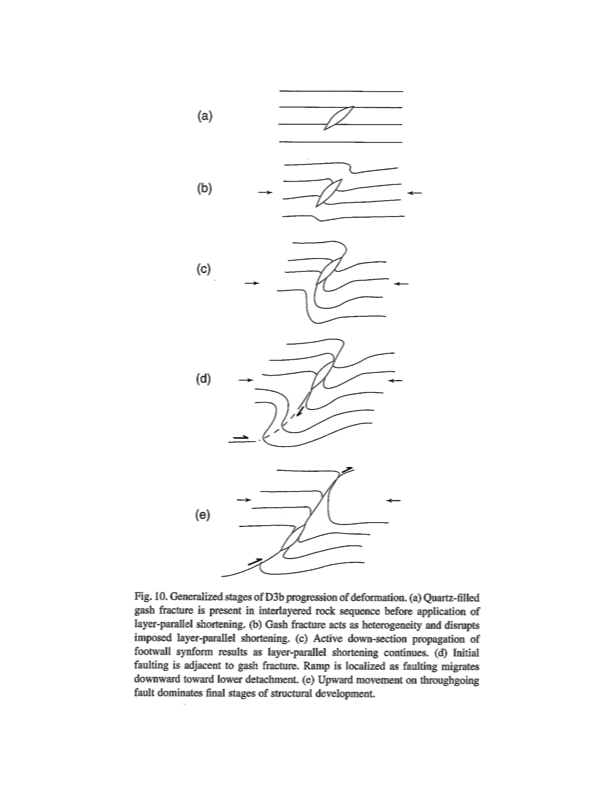 (a)
(b)
(c)
(d)
(e)
Fig. 10. Generalized stages of D3b progression of deformation. (a) Quartz-filled
gash fracture is present in interlayered rock sequence before application of
layer-parallel shortening. (b) Gash fracture acts as heterogeneity and disrupts
imposed layer-parallel shortening. (c) Active down-section propagation of
footwall synform results as layer-parallel shortening continues. (d) Initial
faulting is adjacent to gash fracture. Ramp is localized as faulting migrates
downward toward lower detachment. (e) Upward movement on throughgoing
fault dominates final stages of structural development.